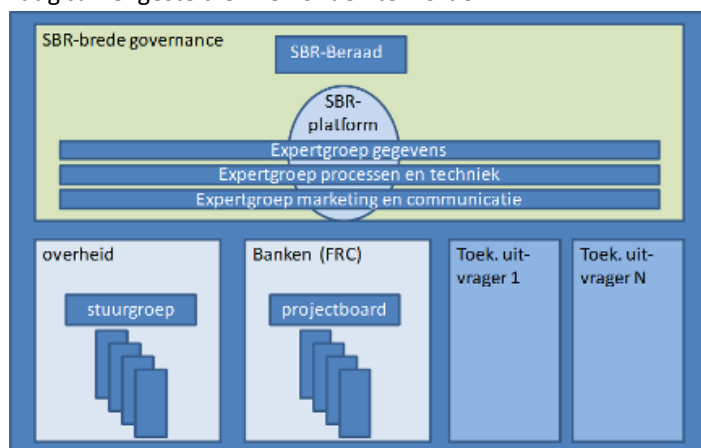 SBR-brede governance
SBR-Beraad
SBR-
platform
Expertgroep gegevens
Expertgroep processen en techniek
Expertgroep marketing en communicatie
overheid
stuurgroep
Banken (FRC)
projectboard
Toek. uit-
vrager 1
Toek. uit-
vrager N